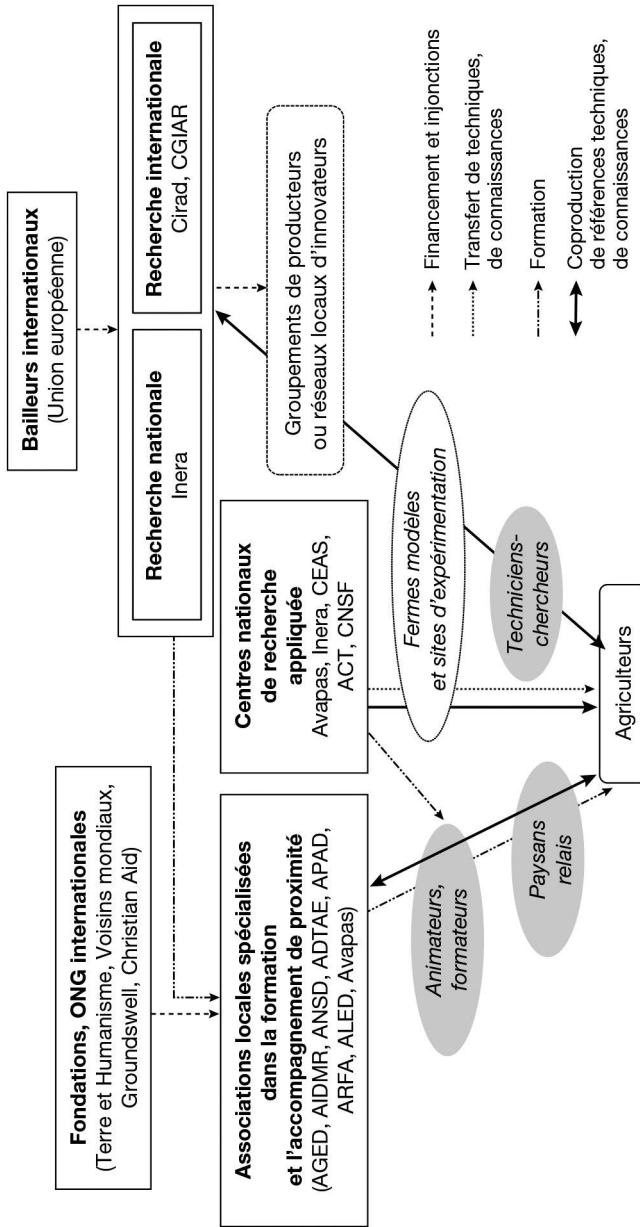 Fondations, ONG internationales
(Terre et Humanisme, Voisins mondiaux,
Groundswell, Christian Aid)
Bailleurs internationaux
(Union européenne)
Recherche nationale
Inera
Recherche internationale
Cirad, CGIAR
Associations locales spécialisées
dans la formation
et l'accompagnement de proximité
(AGED, AIDMR, ANSD, ADTAE, APAD,
ARFA, ALED, Avapas)
Centres nationaux
de recherche
appliquée
Avapas, Inera, CEAS,
ACT, CNSF
Groupements de producteurs
ou réseaux locaux d'innovateurs
Animateurs,
formateurs
Fermes modèles
et sites d'expérimentation
Paysans
relais
Techniciens-
chercheurs
Agriculteurs
Financement et injonctions
Transfert de techniques,
de connaissances
Formation
Coproduction
de références techniques,
de connaissances